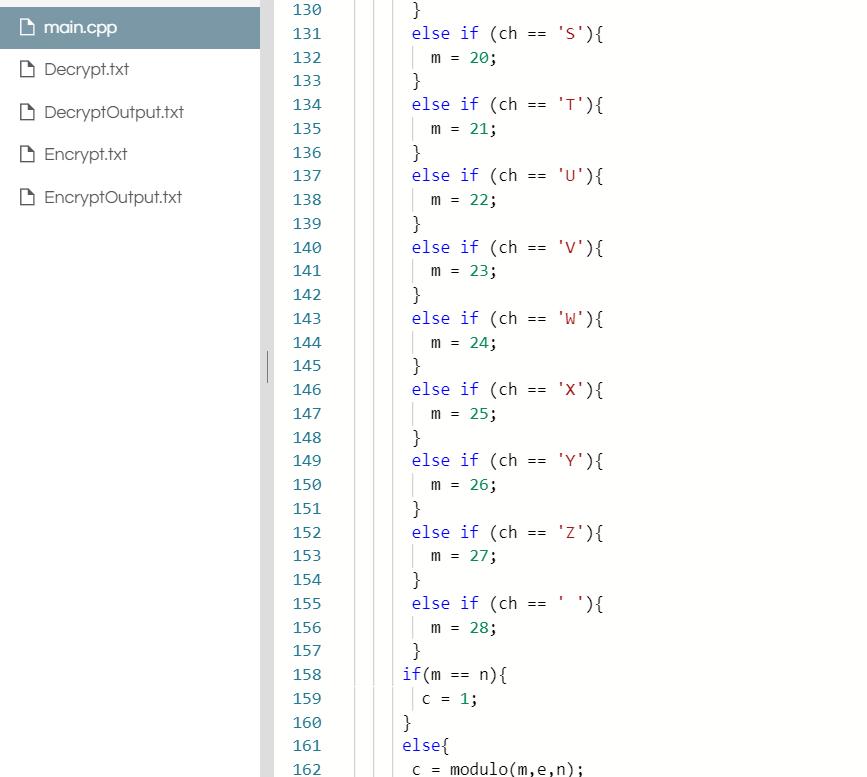 main.cpp
Decrypt.txt
DecryptOutput.txt
Encrypt.txt
EncryptOutput.txt
130 }
131 else if (ch == 'S'){
132 m = 20;
133 }
134 else if (ch == 'T'){
135 m = 21;
136 }
137 else if (ch == 'U'){
138 m = 22;
139 }
140 else if (ch == 'V'){
141 m = 23;
142 }
143 else if (ch == 'W'){
144 m = 24;
145 }
146 else if (ch == 'X'){
147 m = 25;
148 }
149 else if (ch == 'Y'){
150 m = 26;
151 }
152 else if (ch == 'Z'){
153 m = 27;
154 }
155 else if (ch == ' '){
156 m = 28;
157 }
158 if(m == n){
159 c = 1;
160 }
161 else{
162 c = modulo(m,e,n);